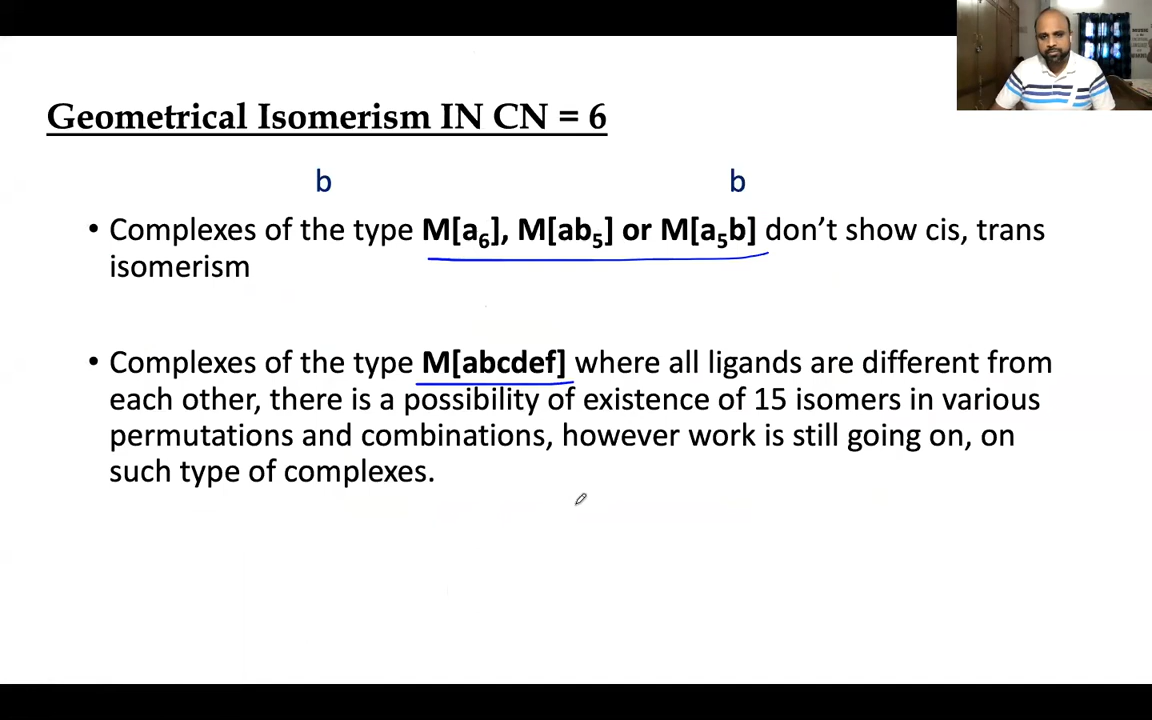 Geometrical Isomerism IN CN = 6
b b
• Complexes of the type M[a₆], M[ab₅] or M[a₅b] don’t show cis, trans
isomerism
• Complexes of the type M[abcdef] where all ligands are different from
each other, there is a possibility of existence of 15 isomers in various
permutations and combinations, however work is still going on, on
such type of complexes.